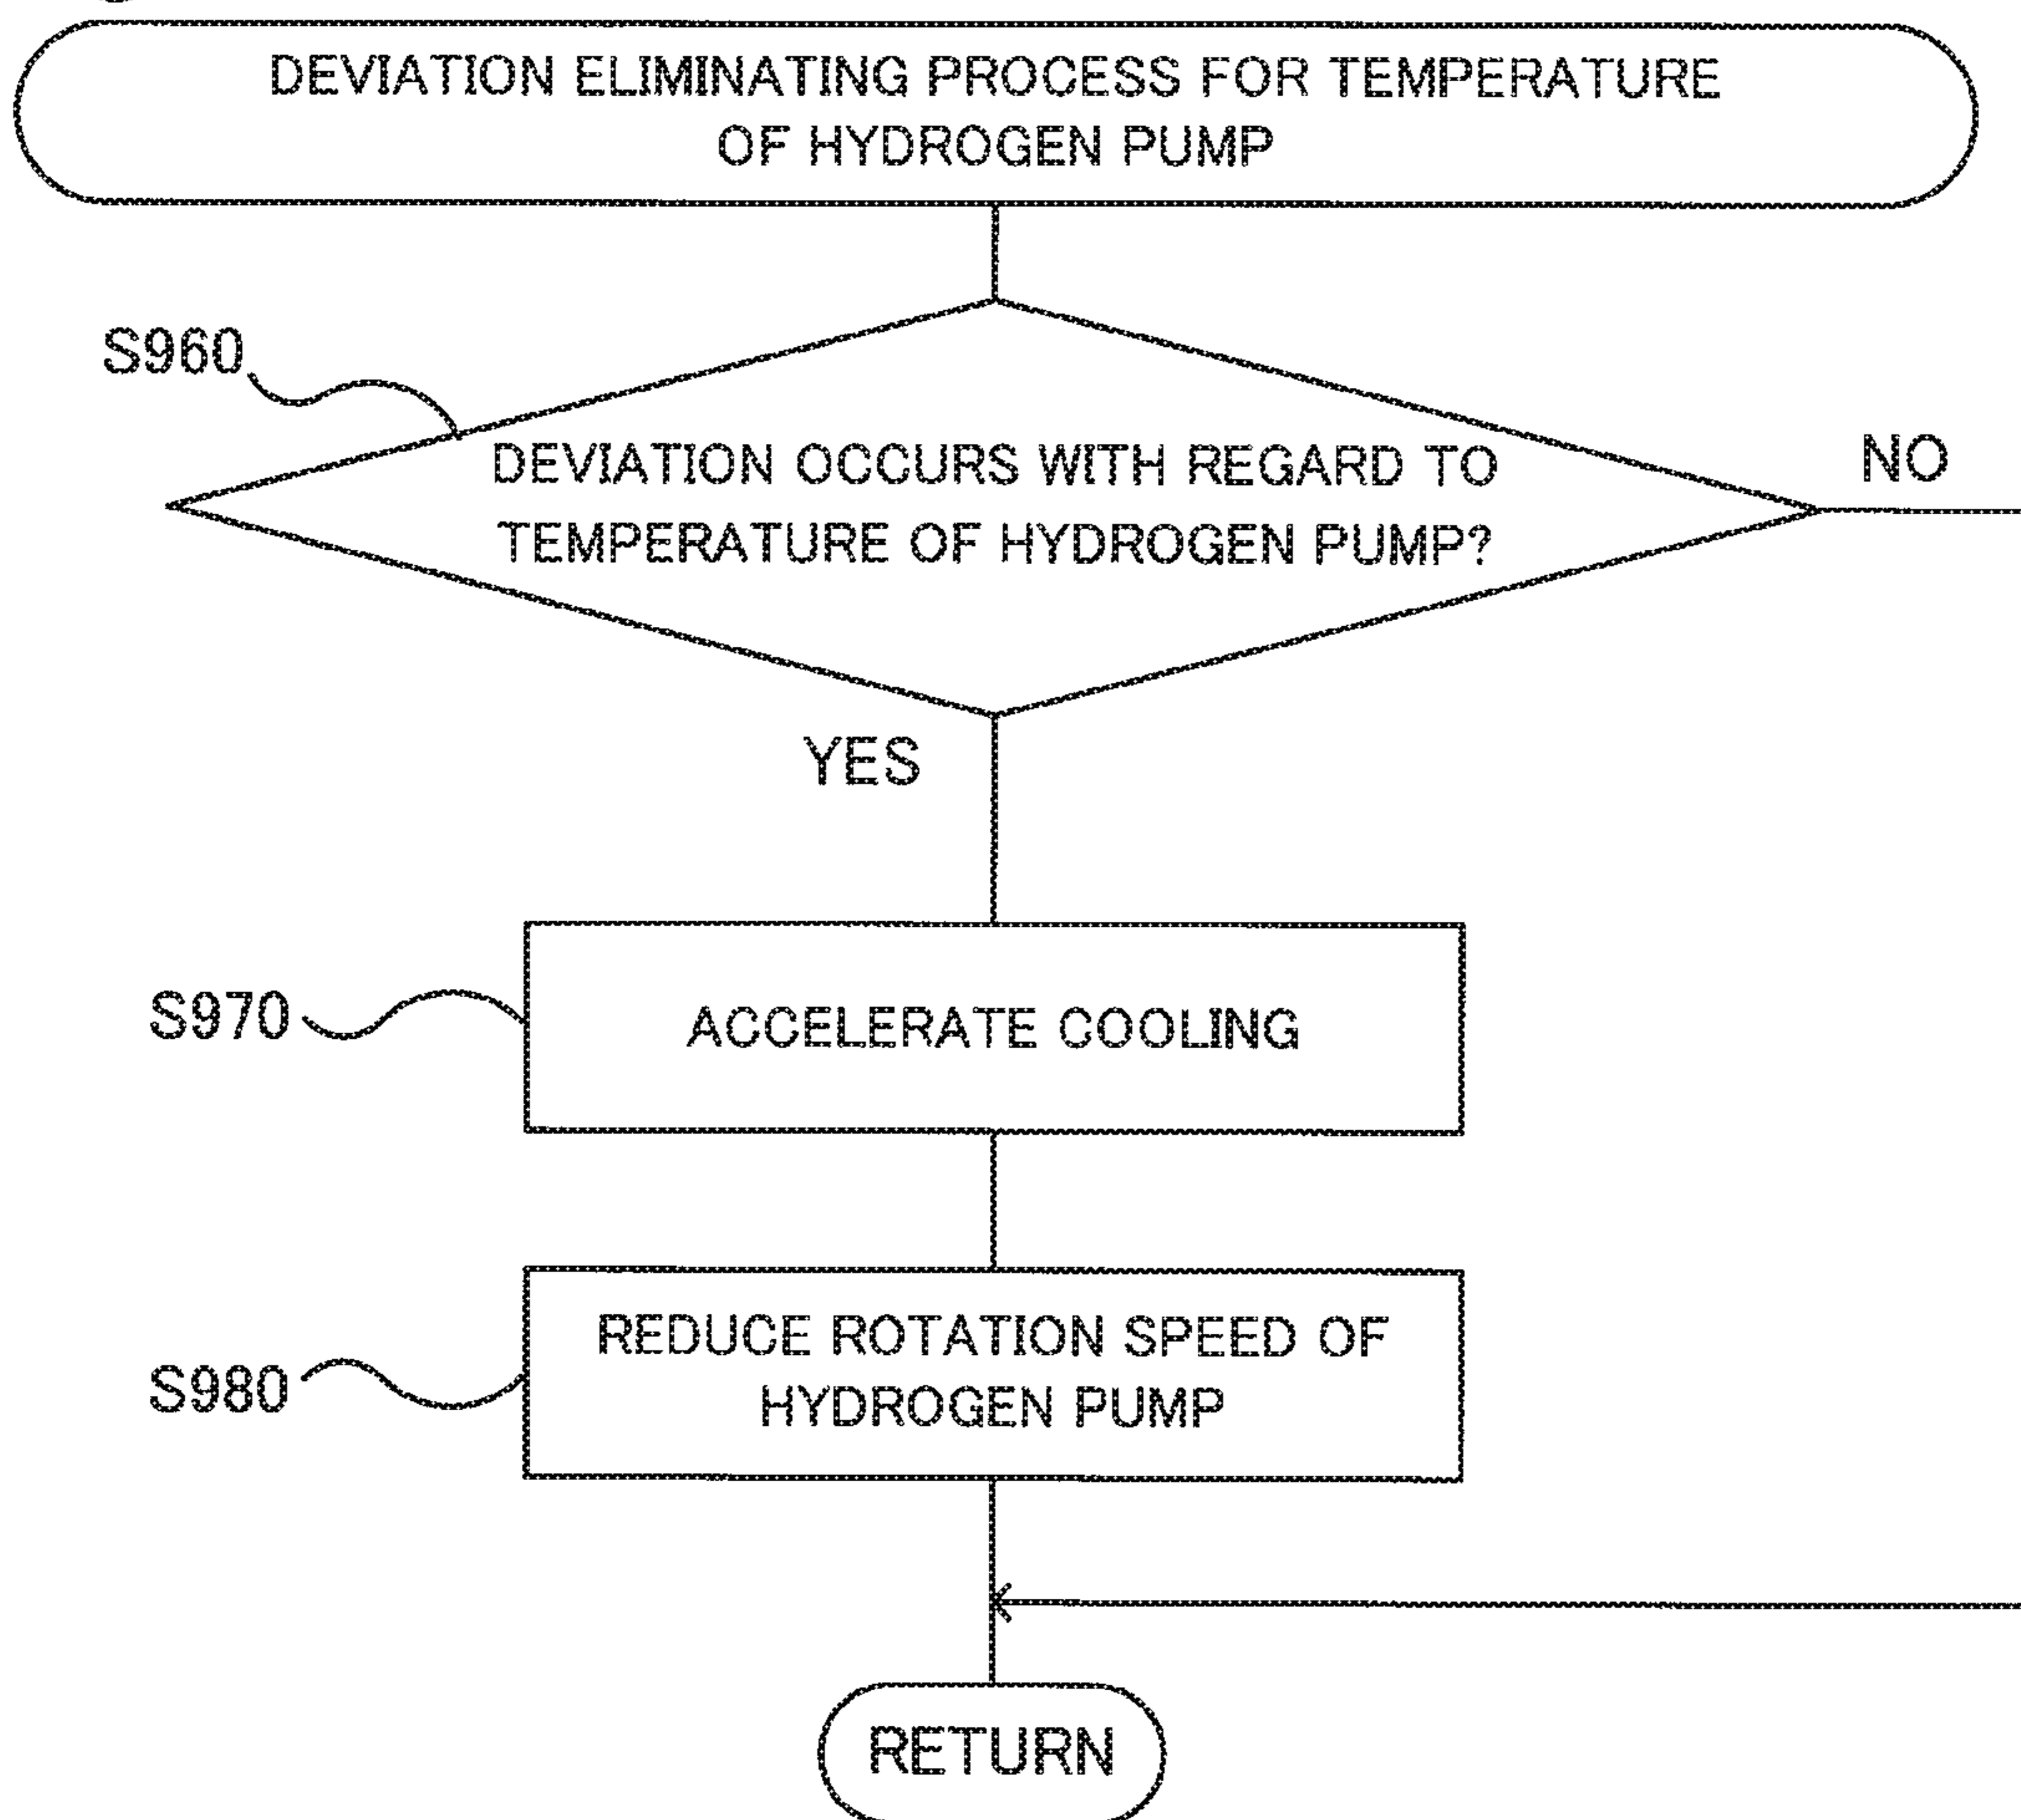 DEVIATION ELIMINATING PROCESS FOR TEMPERATURE
OF HYDROGEN PUMP
S960
DEVIATION OCCURS WITH REGARD TO
TEMPERATURE OF HYDROGEN PUMP?
NO
YES
S970
ACCELERATE COOLING
REDUCE ROTATION SPEED OF
HYDROGEN PUMP
S980
RETURN